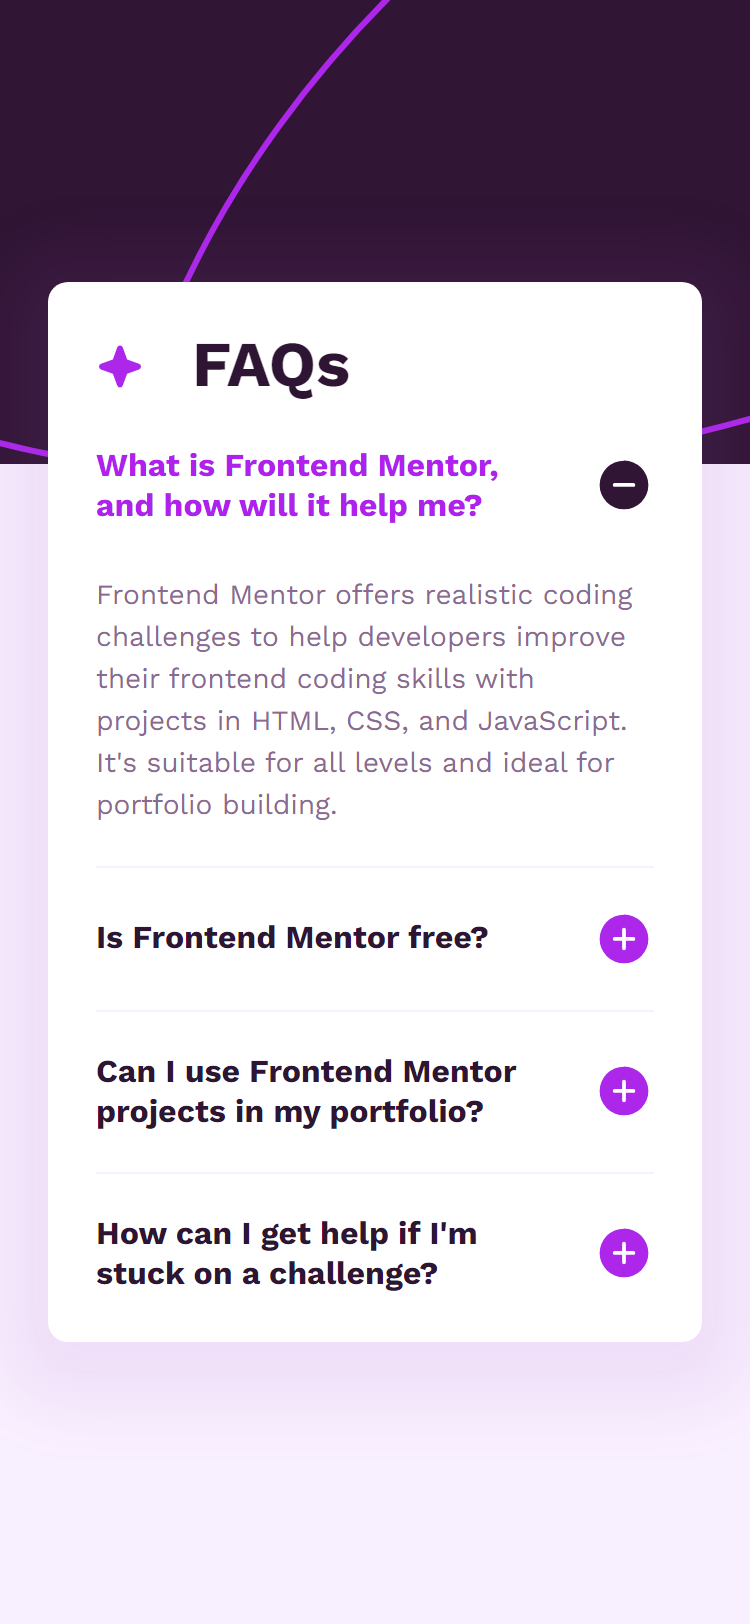 FAQs
What is Frontend Mentor,
and how will it help me?
Frontend Mentor offers realistic coding
challenges to help developers improve
their frontend coding skills with
projects in HTML, CSS, and JavaScript.
It's suitable for all levels and ideal for
portfolio building.
Is Frontend Mentor free?
Can I use Frontend Mentor
projects in my portfolio?
How can I get help if I'm
stuck on a challenge?